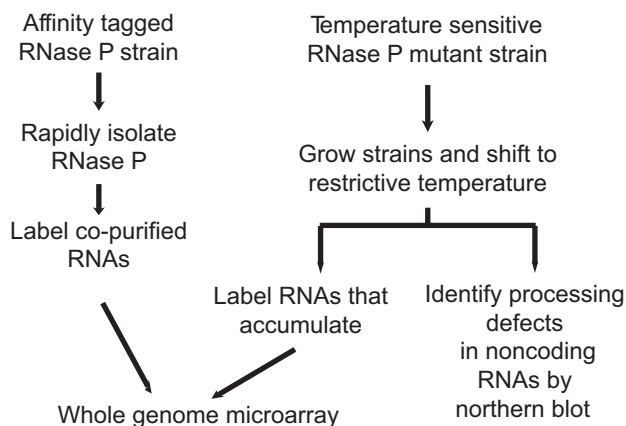 Affinity tagged
RNase P strain
Rapidly isolate
RNase P
Label co-purified
RNAs
Temperature sensitive
RNase P mutant strain
Grow strains and shift to
restrictive temperature
Label RNAs that
accumulate
Identify processing
defects
in noncoding
RNAs by
northern blot
Whole genome microarray